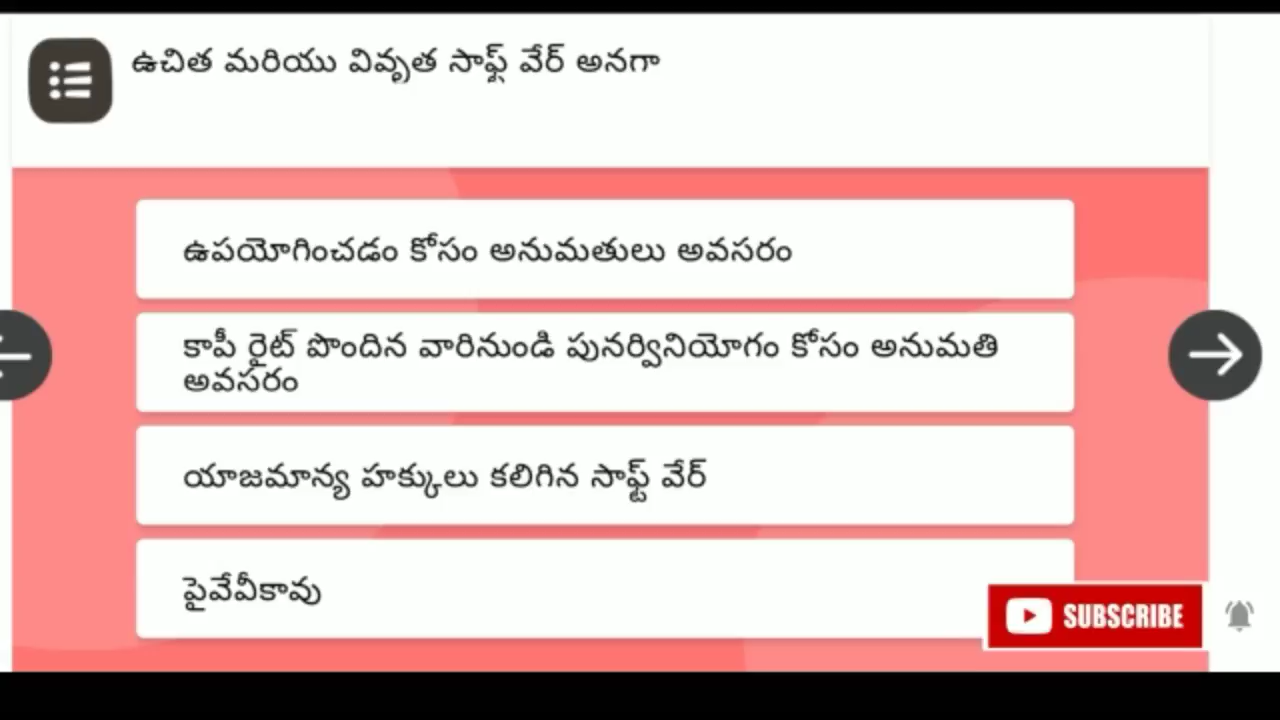 ఉచిత మరియు వివృత సాఫ్ట్ వేర్ అనగా
ఉపయోగించడం కోసం అనుమతులు అవసరం
కాపీ రైట్ పొందిన వారినుండి పునర్వినియోగం కోసం అనుమతి
అవసరం
యాజమాన్య హక్కులు కలిగిన సాఫ్ట్ వేర్
పైవేవీకావు
SUBSCRIBE